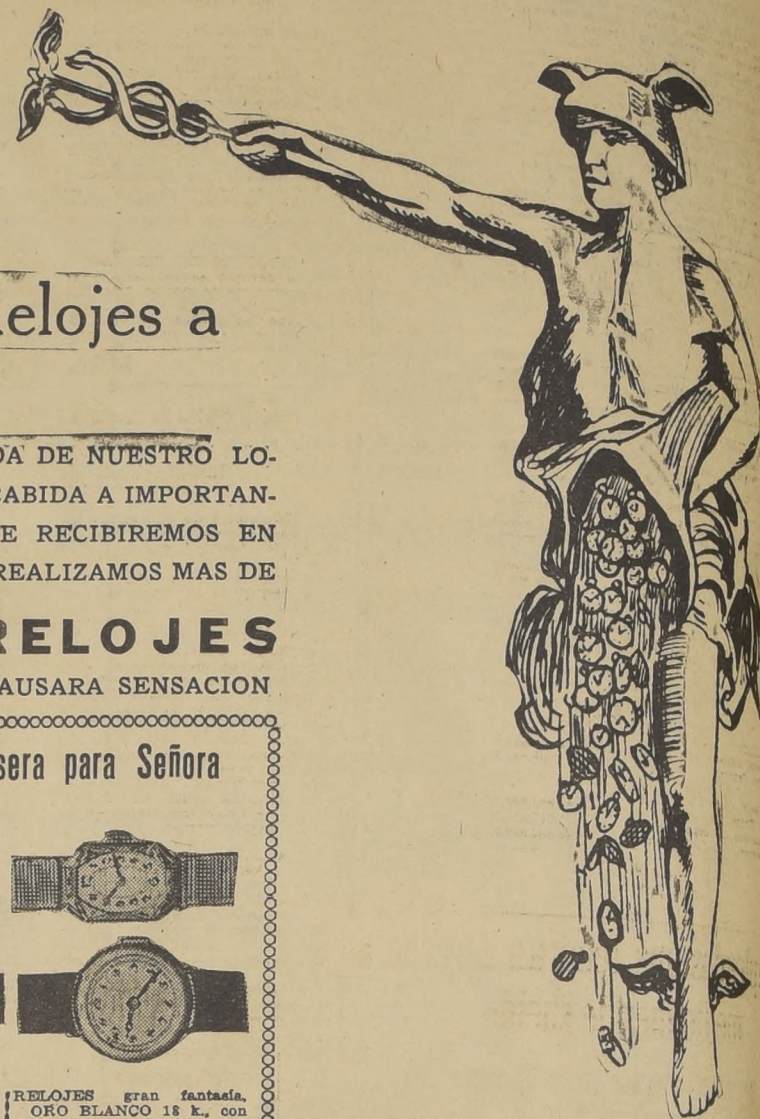 elojes a
DA DE NUESTRO LO-
CABIDA A IMPORTAN-
E RECIBIREMOS EN
REALIZAMOS MAS DE
RELOJES
AUSARA SENSACION
sera para Señora
RELOJES gran fantasía,
ORO BLANCO 18 k., con